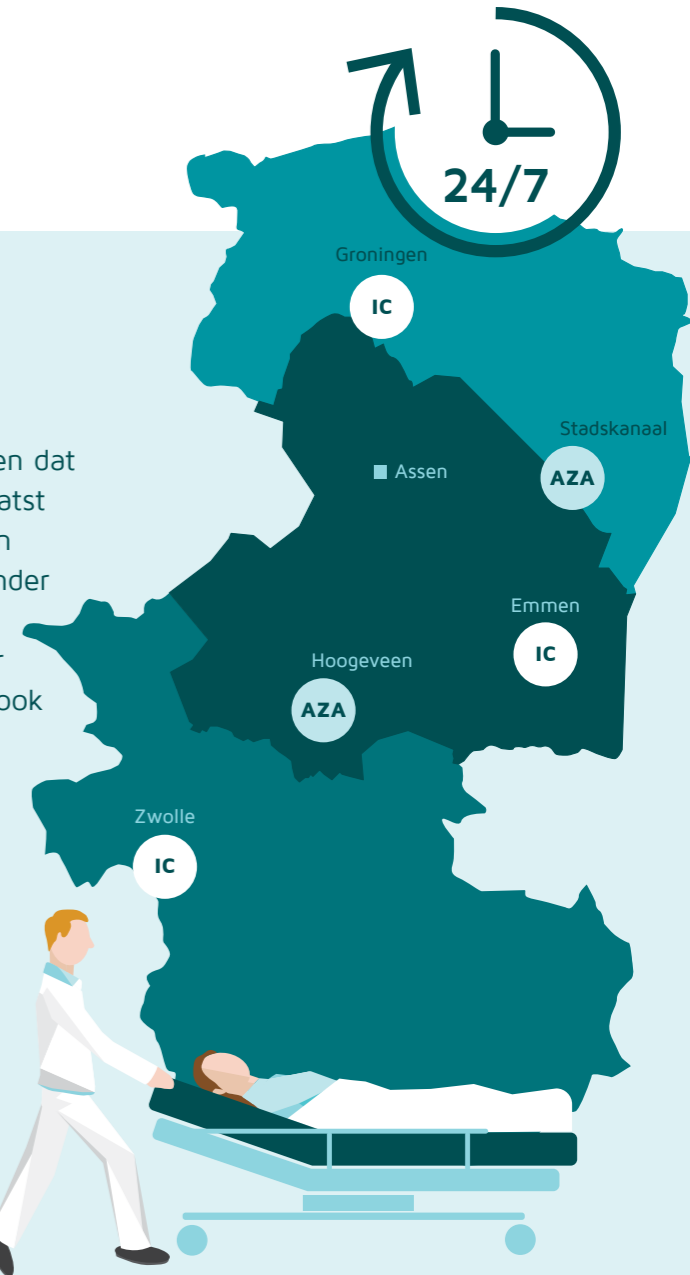 24/7
Groningen
IC
Stadskanaal
AZA
Assen
en dat
atst
n
nder
Emmen
IC
Hoogeveen
AZA
r
ook
Zwolle
IC